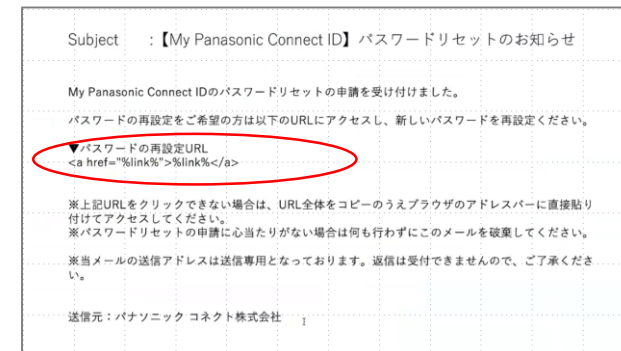 Subject　:【My Panasonic Connect ID】パスワードリセットのお知らせ
My Panasonic Connect IDのパスワードリセットの申請を受け付けました。
パスワードの再設定をご希望の方は以下のURLにアクセスし、新しいパスワードを再設定ください。
▼パスワードの再設定URL
<a href="%link%">%link%</a>
※上記URLをクリックできない場合は、URL全体をコピーのうえブラウザのアドレスバーに直接貼り
付けてアクセスしてください。
※パスワードリセットの申請に心当たりがない場合は何も行わずにこのメールを破棄してください。
※当メールの送信アドレスは送信専用となっております。返信は受付できませんので、ご了承くださ
い。
送信元：パナソニック コネクト株式会社